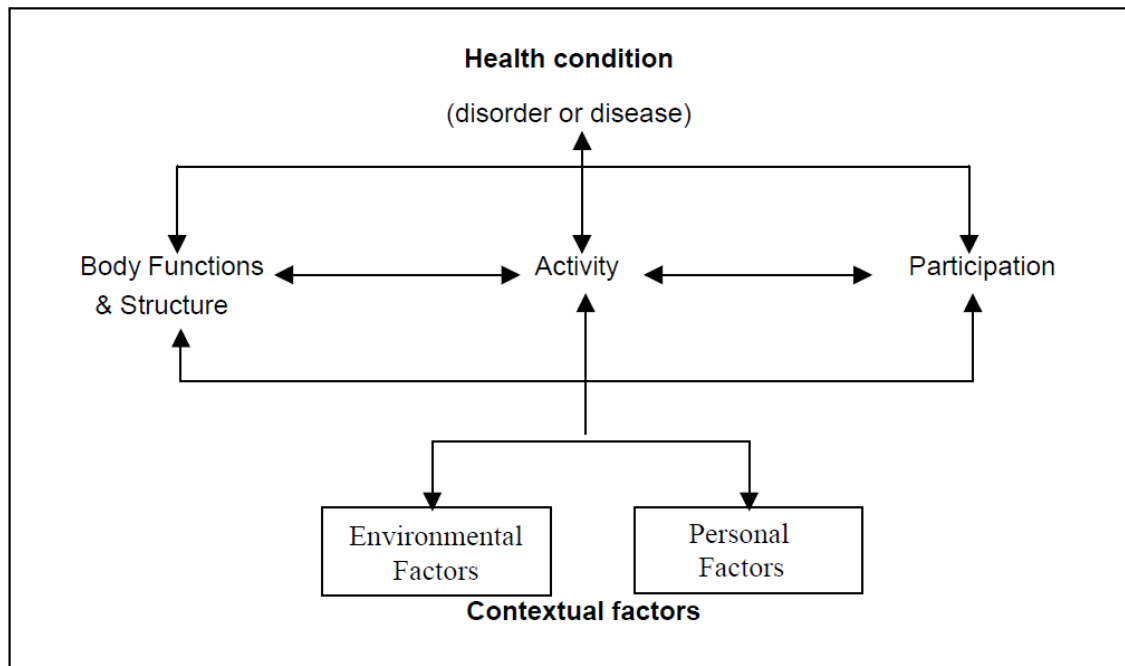 Health condition
(disorder or disease)
Body Functions
& Structure
Activity
Participation
Environmental
Factors
Personal
Factors
Contextual factors